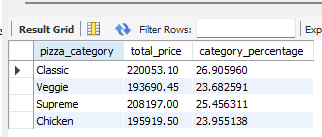 Result Grid Filter Rows: Exp
pizza_category total_price category_percentage
Classic 220053.10 26.905960
Veggie 193690.45 23.682591
Supreme 208197.00 25.456311
Chicken 195919.50 23.955138